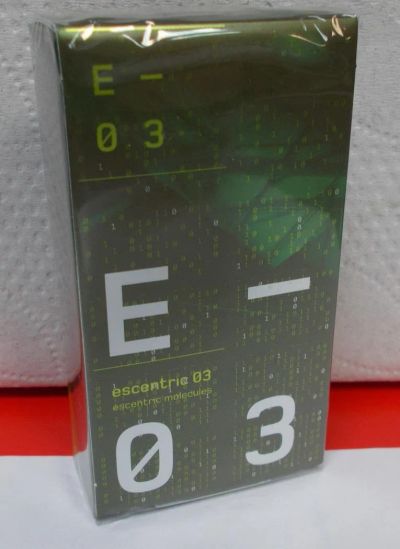 E —
0 3
E —
escentric 03
escentric molecules
0 3